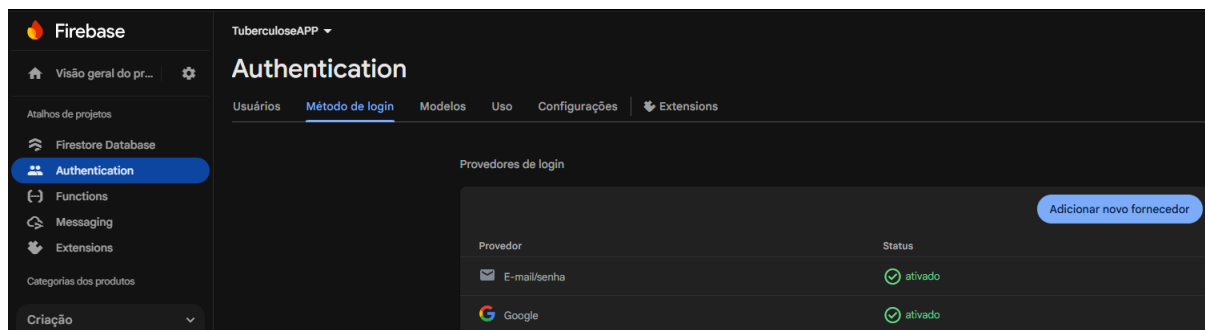 Firebase
Visão geral do pr...
Atalhos de projetos
Firestore Database
Authentication
Functions
Messaging
Extensions
Categorias dos produtos
Criação
TuberculoseAPP
Authentication
Usuários Método de login Modelos Uso Configurações Extensions
Provedores de login
Adicionar novo fornecedor
Provedor Status
E-mail/senha ativado
Google ativado